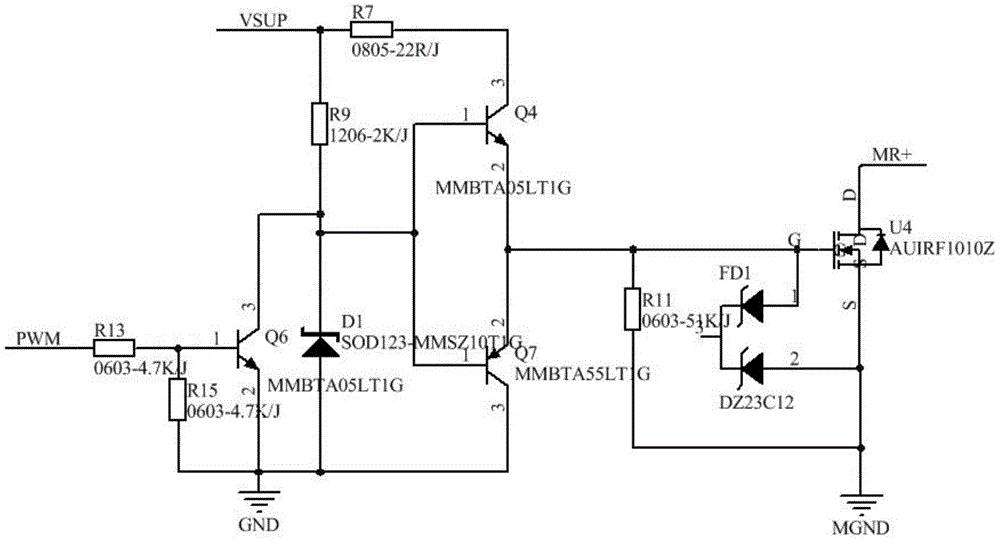 VSUP
R7
0805-22R/J
3
1
Q4
R9
1206-2K/J
2
MMBTA05LT1G
MR+
D
U4
AUIRF1010Z
G
D
S
S
FD1
1
R11
0603-51K/J
3
2
DZ23C12
3
PWM
R13
0603-4.7K/J
1
Q6
D1
SOD123-MMSZ10T1G
MMBTA05LT1G
2
R15
0603-4.7K/J
2
1
Q7
MMBTA55LT1G
3
GND
MGND